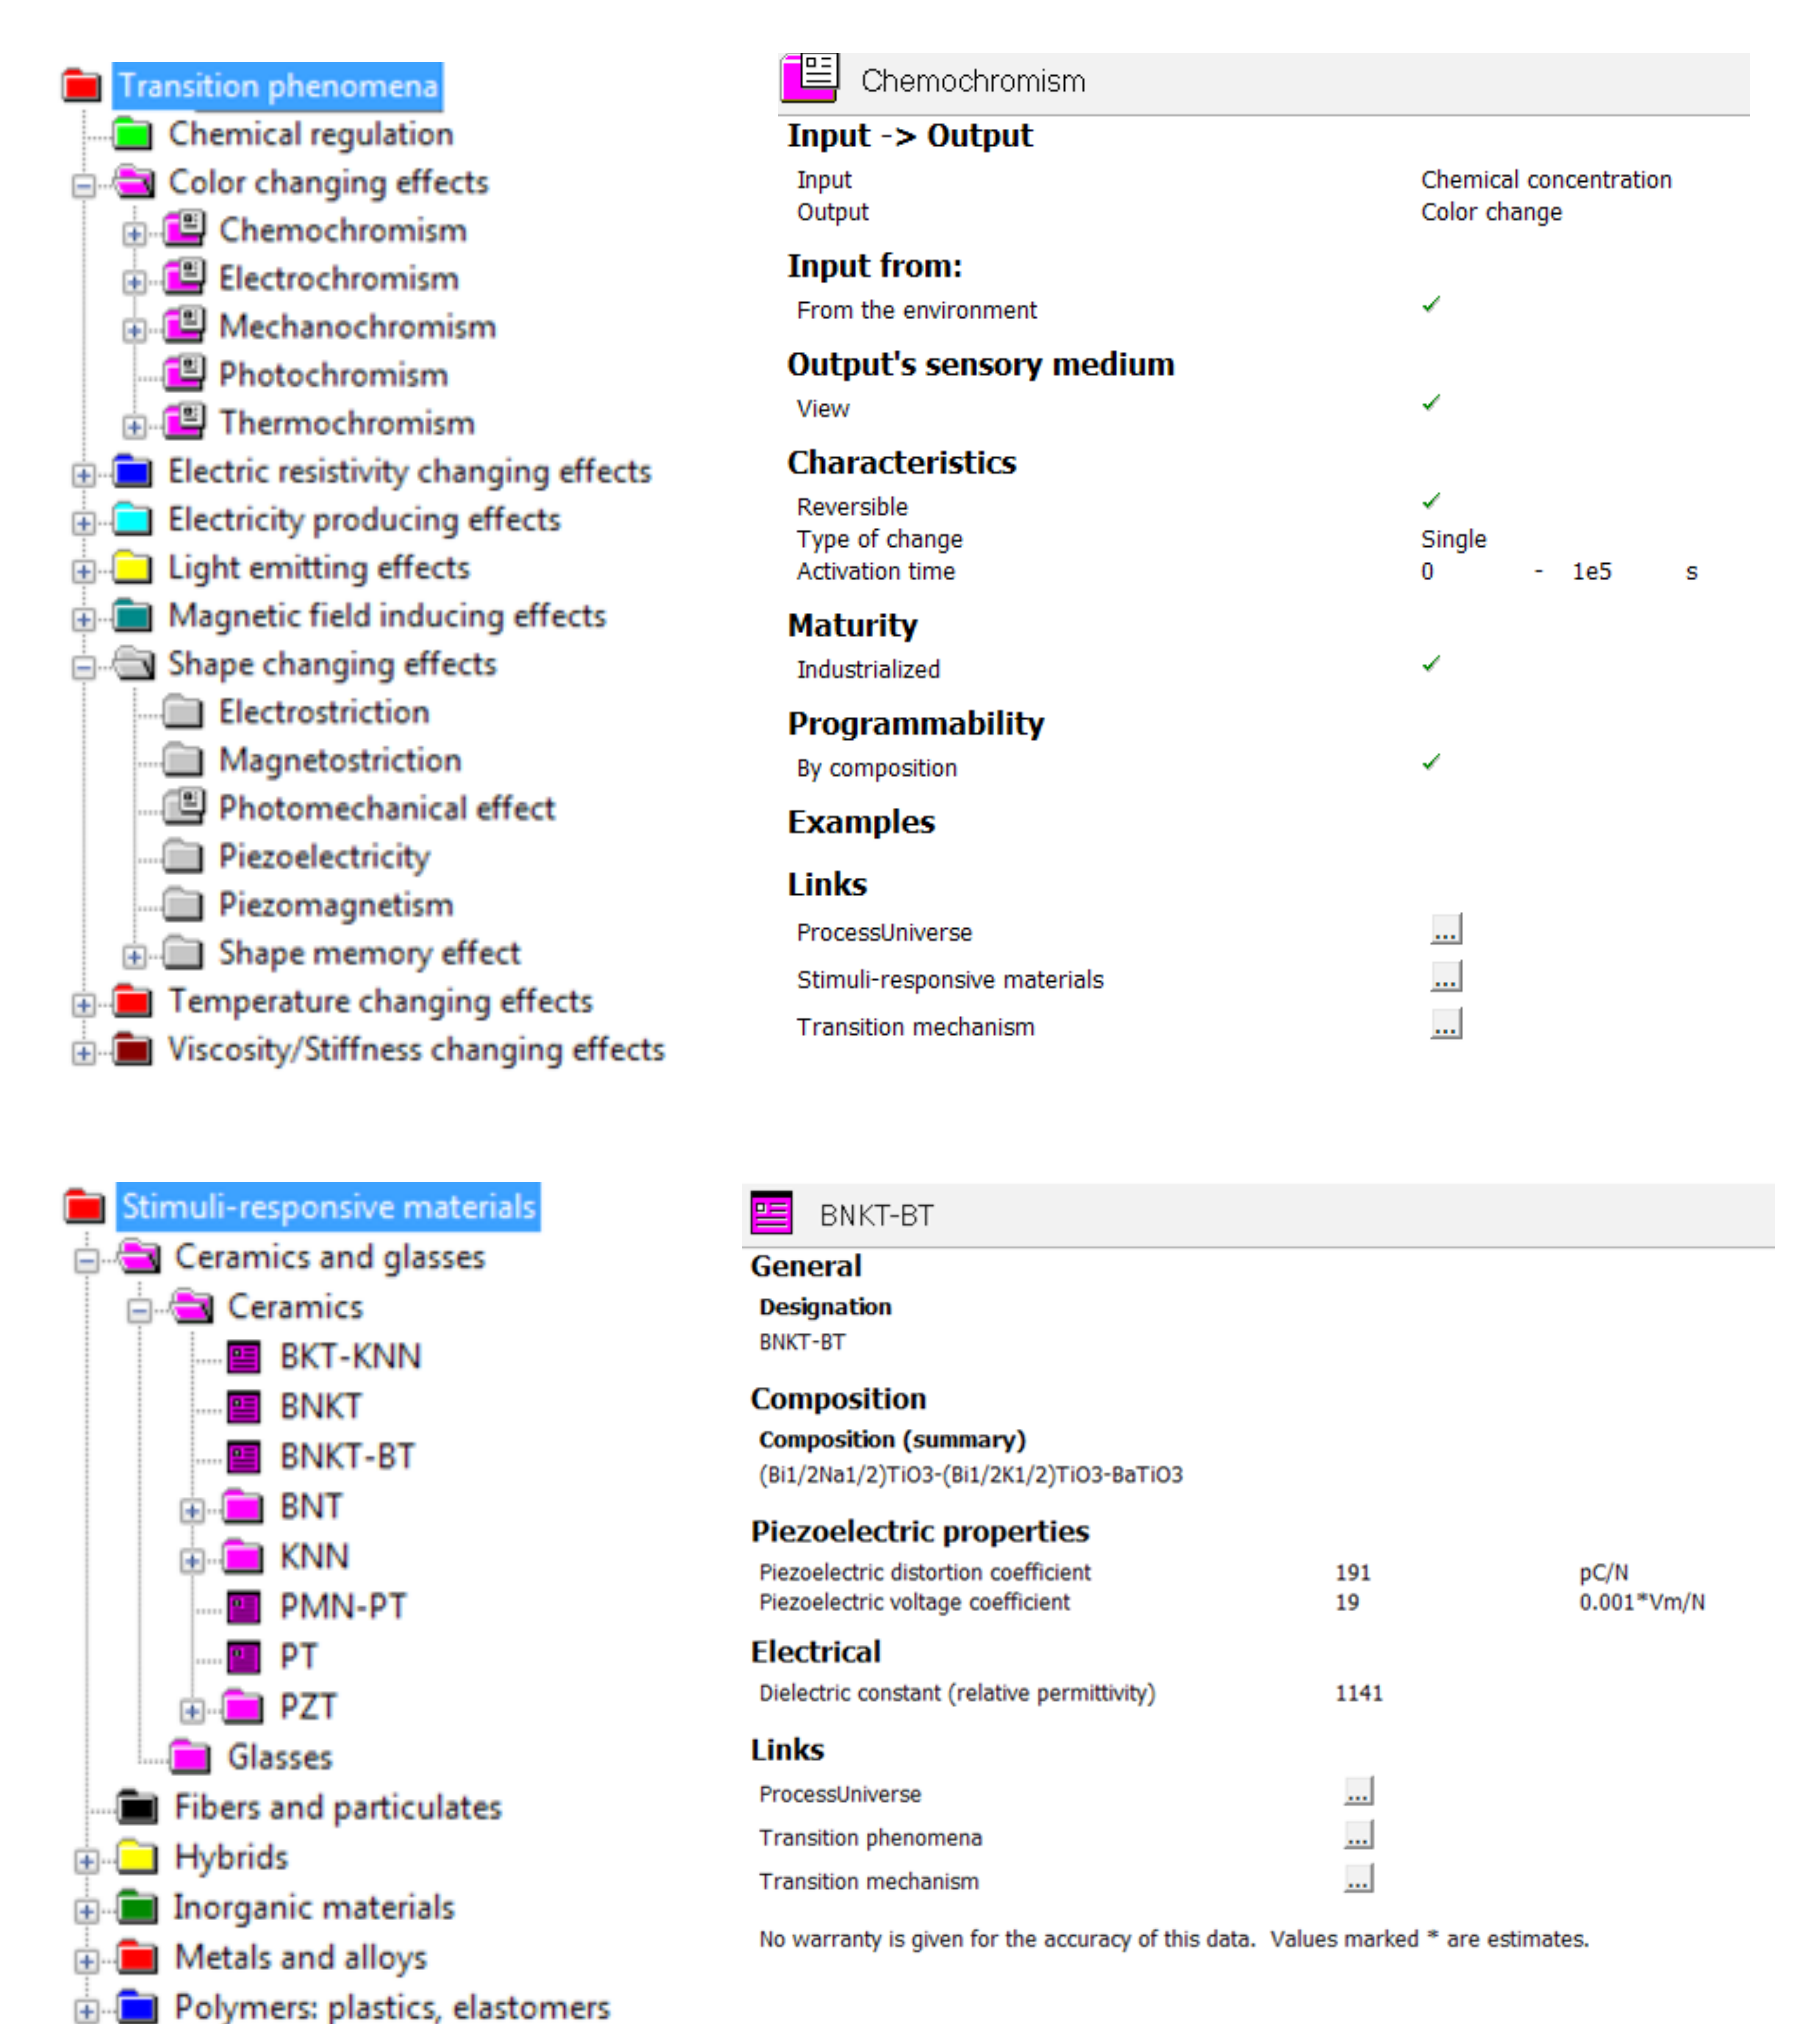 Transition phenomena
Chemical regulation
Color changing effects
Chemochromism
Electrochromism
Mechanochromism
Photochromism
Thermochromism
Electric resistivity changing effects
Electricity producing effects
Light emitting effects
Magnetic field inducing effects
Shape changing effects
Electrostriction
Magnetostriction
Photomechanical effect
Piezoelectricity
Piezomagnetism
Shape memory effect
Temperature changing effects
Viscosity/Stiffness changing effects
Chemochromism
Input -> Output
Input Chemical concentration
Output Color change
Input from:
From the environment ✓
Output's sensory medium
View ✓
Characteristics
Reversible ✓
Type of change Single
Activation time 0 - 1e5 s
Maturity
Industrialized ✓
Programmability
By composition ✓
Examples
Links
ProcessUniverse ...
Stimuli-responsive materials ...
Transition mechanism ...
Stimuli-responsive materials
Ceramics and glasses
Ceramics
BKT-KNN
BNKT
BNKT-BT
BNT
KNN
PMN-PT
PT
PZT
Glasses
Fibers and particulates
Hybrids
Inorganic materials
Metals and alloys
Polymers: plastics, elastomers
BNKT-BT
General
Designation
BNKT-BT
Composition
Composition (summary)
(Bi1/2Na1/2)TiO3-(Bi1/2K1/2)TiO3-BaTiO3
Piezoelectric properties
Piezoelectric distortion coefficient 191 pC/N
Piezoelectric voltage coefficient 19 0.001*Vm/N
Electrical
Dielectric constant (relative permittivity) 1141
Links
ProcessUniverse ...
Transition phenomena ...
Transition mechanism ...
No warranty is given for the accuracy of this data. Values marked * are estimates.